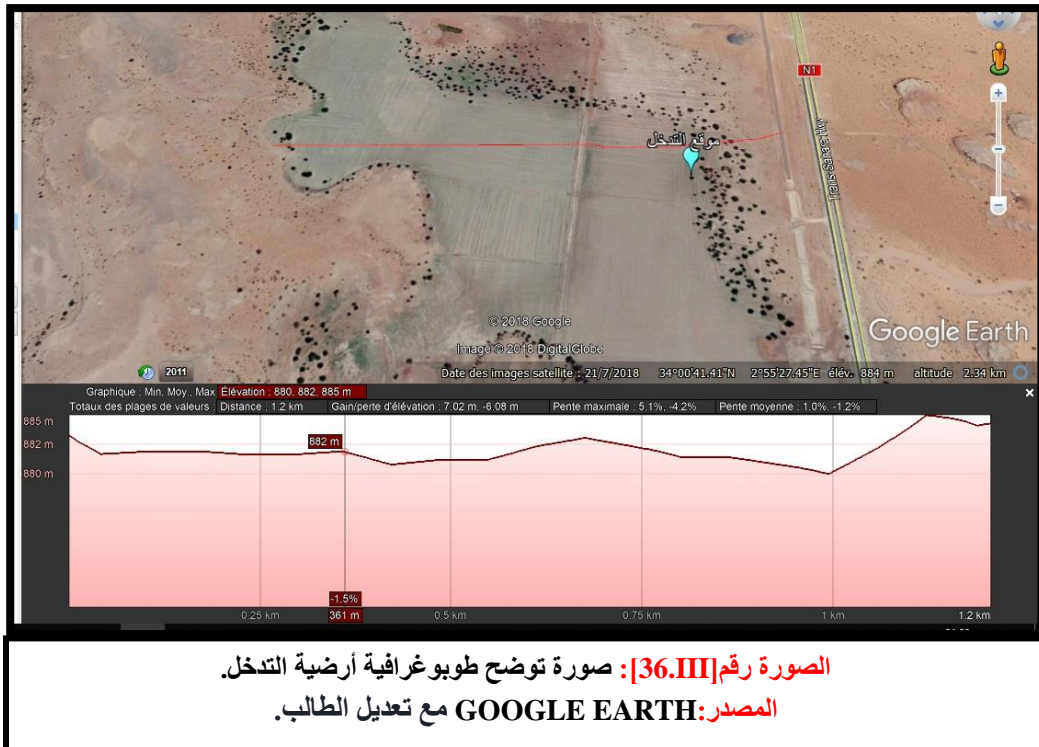 N1
موقع التدخل
© 2018 Google
Image © 2018 DigitalGlobe
Google Earth
2011
Date des images satellite : 21/7/2018 34°00'41.41"N 2°55'27.45"E élév. 884 m altitude 2.34 km
Graphique : Min, Moy., Max Élévation : 880, 882, 885 m
Totaux des plages de valeurs : Distance : 1.2 km Gain/perte d'élévation : 7.02 m, -6.08 m Pente maximale : 5.1%, -4.2% Pente moyenne : 1.0%, -1.2%
885 m
882 m
882 m
880 m
-1.5%
0.25 km 361 m 0.5 km 0.75 km 1 km 1.2 km
الصورة رقم[36.III]: صورة توضح طوبوغرافية أرضية التدخل.
المصدر:GOOGLE EARTH مع تعديل الطالب.